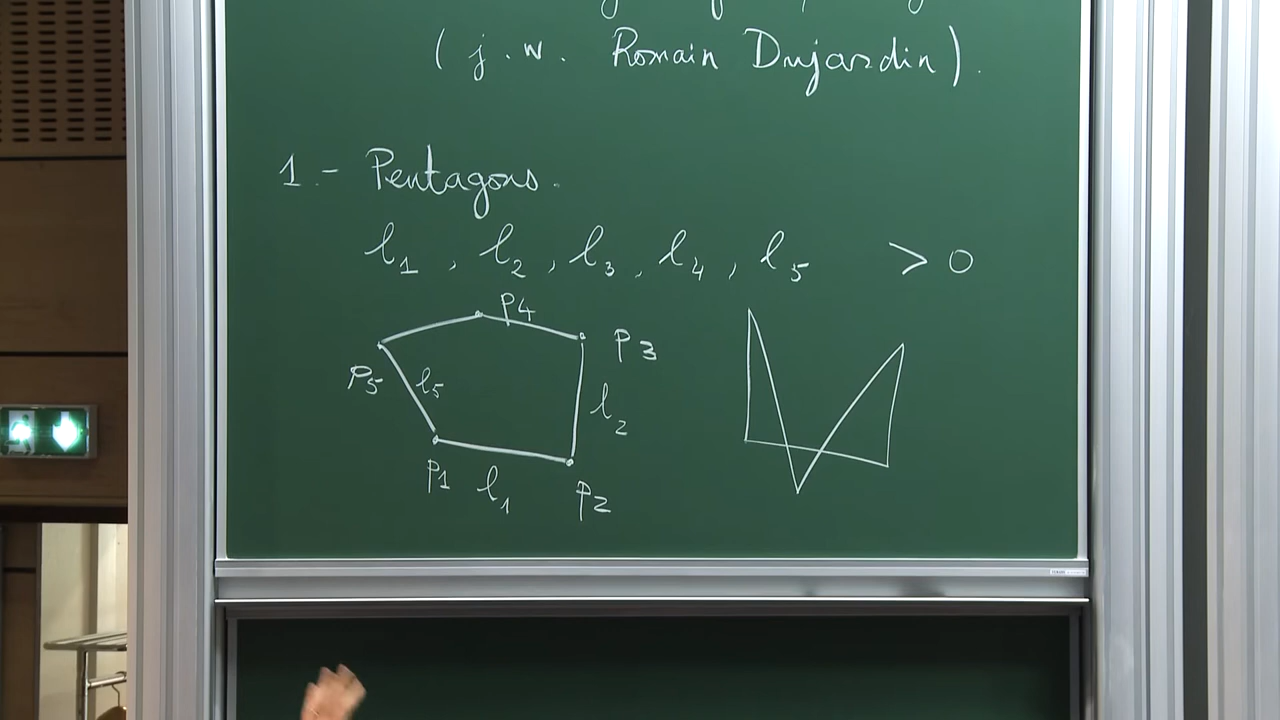 (j.w. Romain Dujardin).
1.- Pentagons.
l1, l2, l3, l4, l5 > 0
p4
p3
p5
l5
l2
p1
l1
p2